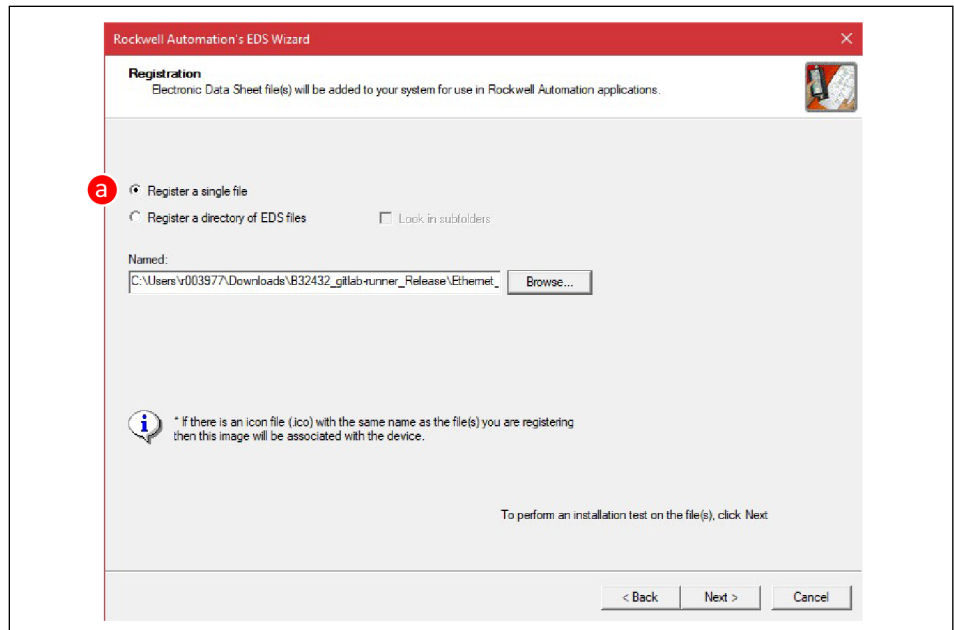 Rockwell Automation's EDS Wizard
Registration
Electronic Data Sheet file(s) will be added to your system for use in Rockwell Automation applications.
a
Register a single file
Register a directory of EDS files
Look in subfolders
Named:
C:\Users\r003977\Downloads\B32432_gitlab-runner_Release\Ethernet_
Browse...
* If there is an icon file (.ico) with the same name as the file(s) you are registering
then this image will be associated with the device.
To perform an installation test on the file(s), click Next
< Back
Next >
Cancel